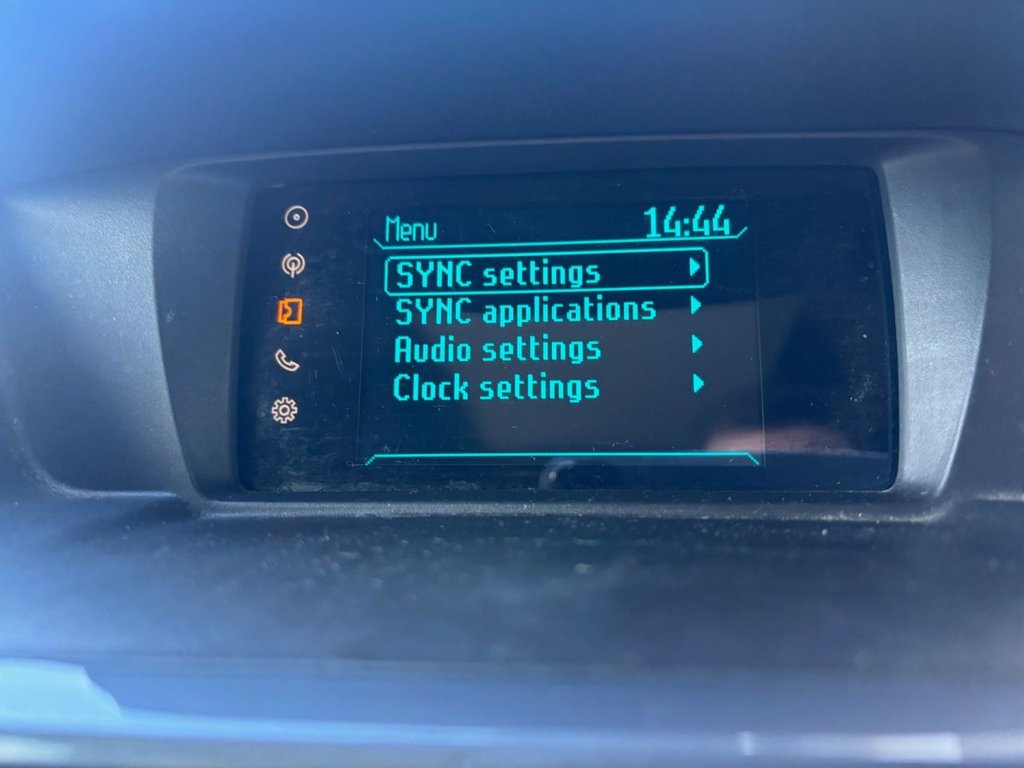 Menu 14:44
SYNC settings
SYNC applications
Audio settings
Clock settings